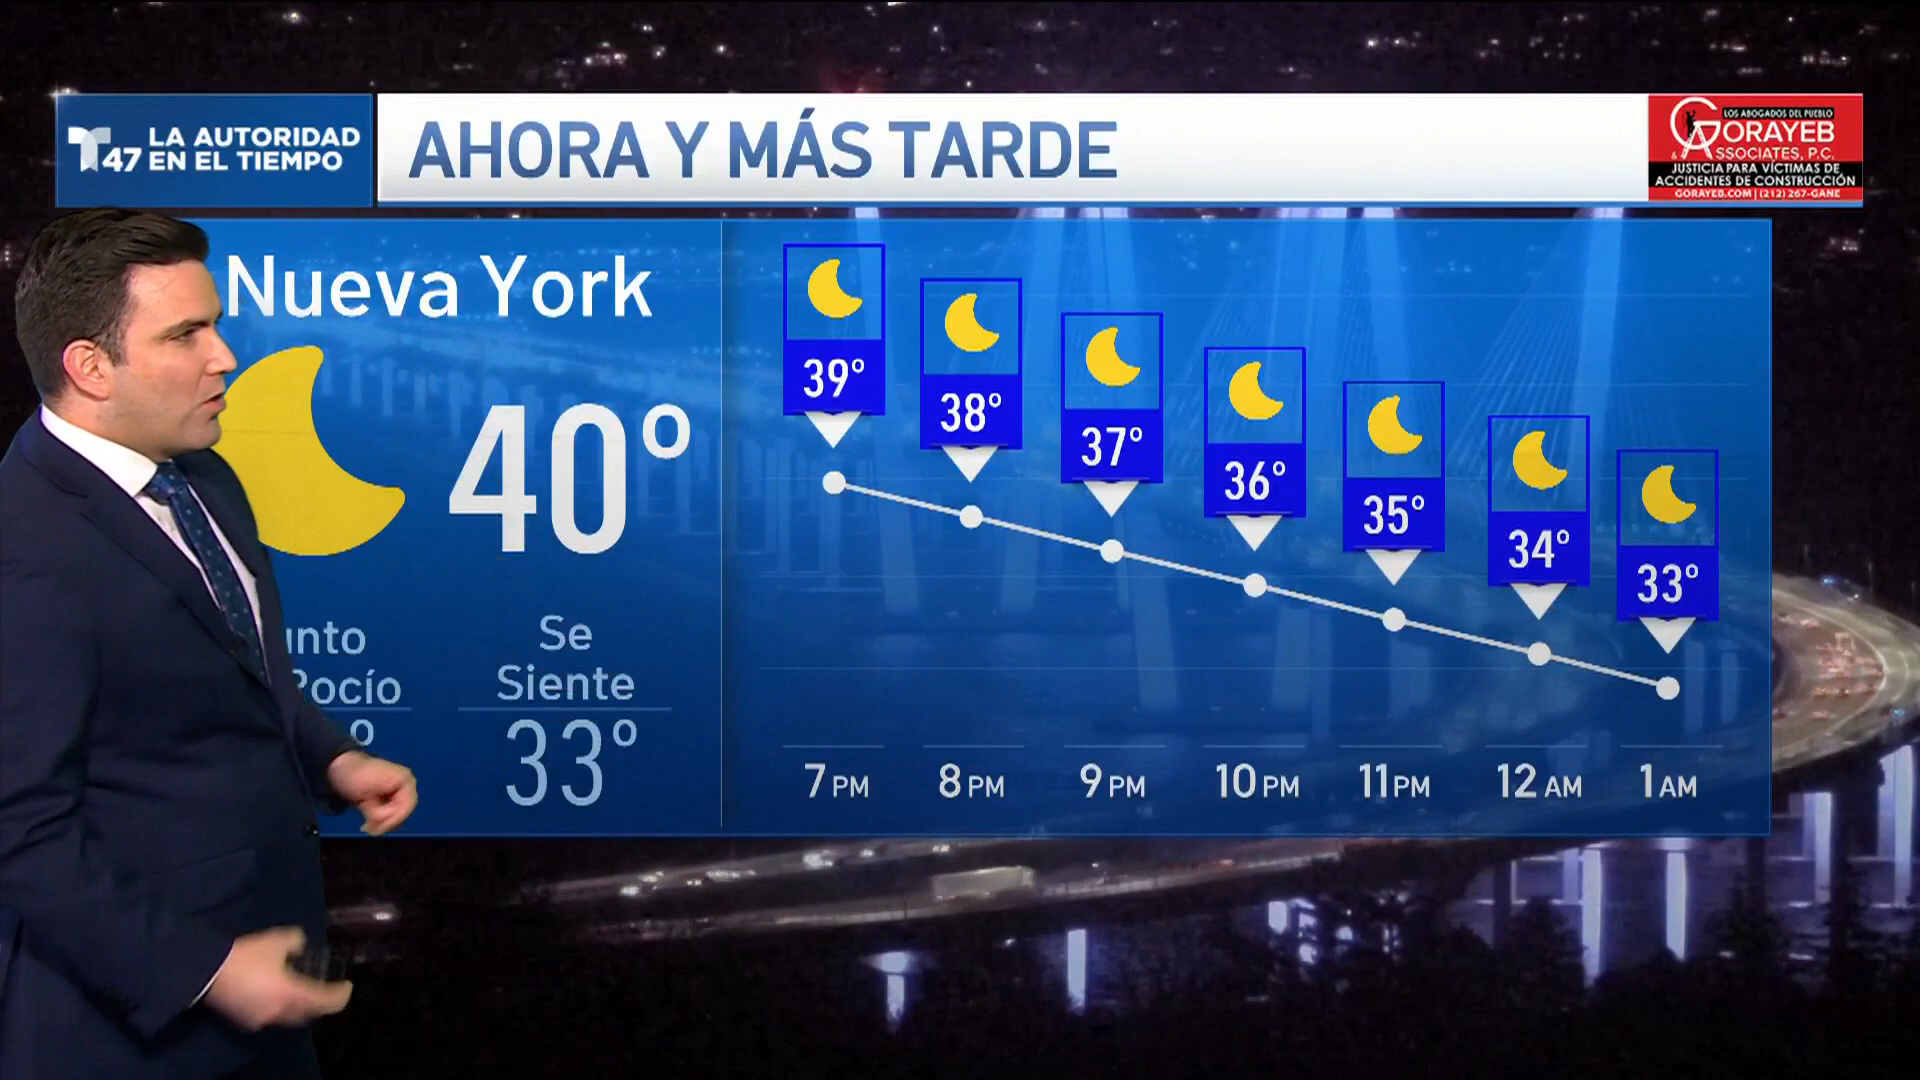 LA AUTORIDAD
47 EN EL TIEMPO
AHORA Y MÁS TARDE
LOS ABOGADOS DEL PUEBLO
GORAYEB
& ASSOCIATES, P.C.
JUSTICIA PARA VÍCTIMAS DE
ACCIDENTES DE CONSTRUCCIÓN
GORAYEB.COM | (212) 267-GANE
Nueva York
40°
Se
Siente
33°
39°
38°
37°
36°
35°
34°
33°
7 PM
8 PM
9 PM
10 PM
11 PM
12 AM
1 AM